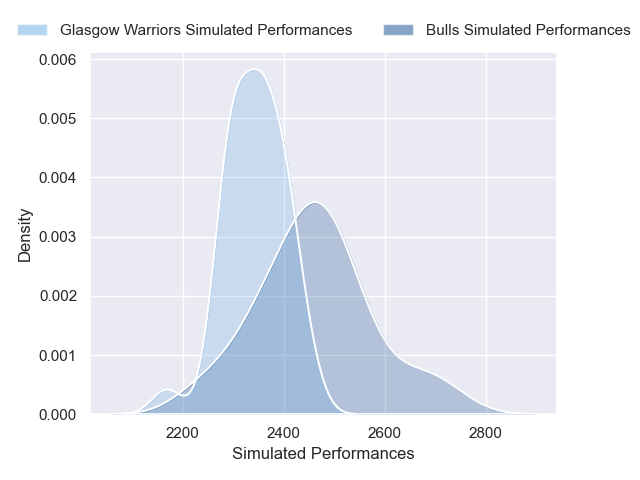 Glasgow Warriors Simulated Performances
Bulls Simulated Performances
0.006
0.005
0.004
0.003
0.002
0.001
0.000
Density
2200
2400
2600
2800
Simulated Performances